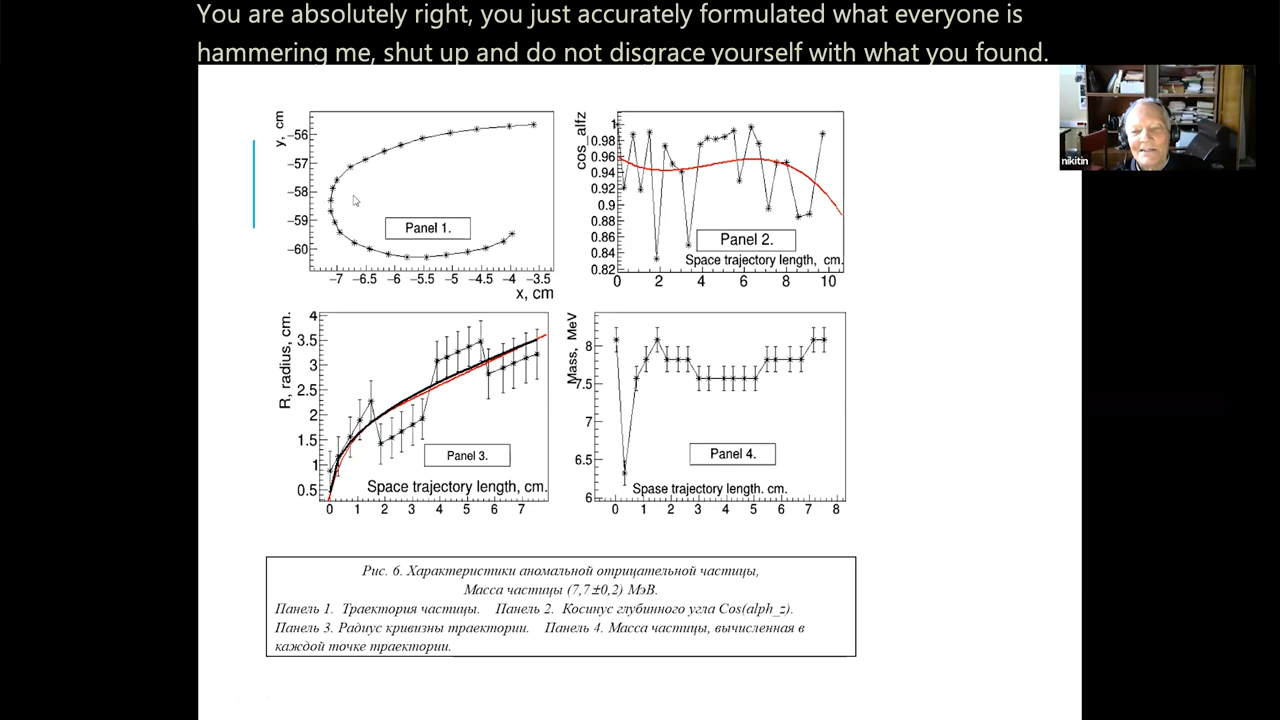 You are absolutely right, you just accurately formulated what everyone is
hammering me, shut up and do not disgrace yourself with what you found.
nikitin
y, cm
−56
−57
−58
−59
−60
Panel 1.
−7 −6.5 −6 −5.5 −5 −4.5 −4 −3.5
x, cm
cos_alfz
1
0.98
0.96
0.94
0.92
0.9
0.88
0.86
0.84
0.82
Panel 2.
Space trajectory length, cm.
0 2 4 6 8 10
R, radius, cm.
4
3.5
3
2.5
2
1.5
1
0.5
Panel 3.
Space trajectory length, cm.
0 1 2 3 4 5 6 7
Mass, MeV
8
7.5
7
6.5
6
Panel 4.
Spase trajectory length. cm.
0 1 2 3 4 5 6 7 8
Рис. 6. Характеристики аномальной отрицательной частицы,
Масса частицы (7,7±0,2) МэВ.
Панель 1. Траектория частицы. Панель 2. Косинус глубинного угла Cos(alph_z).
Панель 3. Радиус кривизны траектории. Панель 4. Масса частицы, вычисленная в
каждой точке траектории.